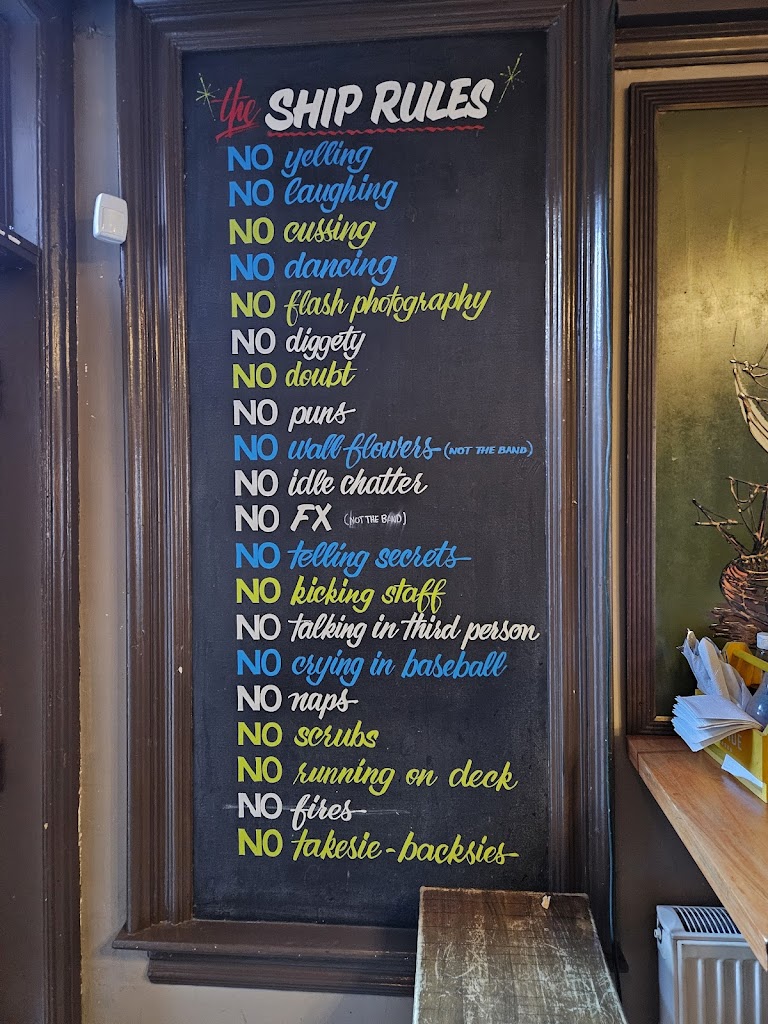 the SHIP RULES
NO yelling
NO laughing
NO cussing
NO dancing
NO flash photography
NO diggety
NO doubt
NO puns
NO wallflowers (NOT THE BAND)
NO idle chatter
NO FX (NOT THE BAND)
NO telling secrets
NO kicking staff
NO talking in third person
NO crying in baseball
NO naps
NO scrubs
NO running on deck
NO fires
NO takesie-backsies